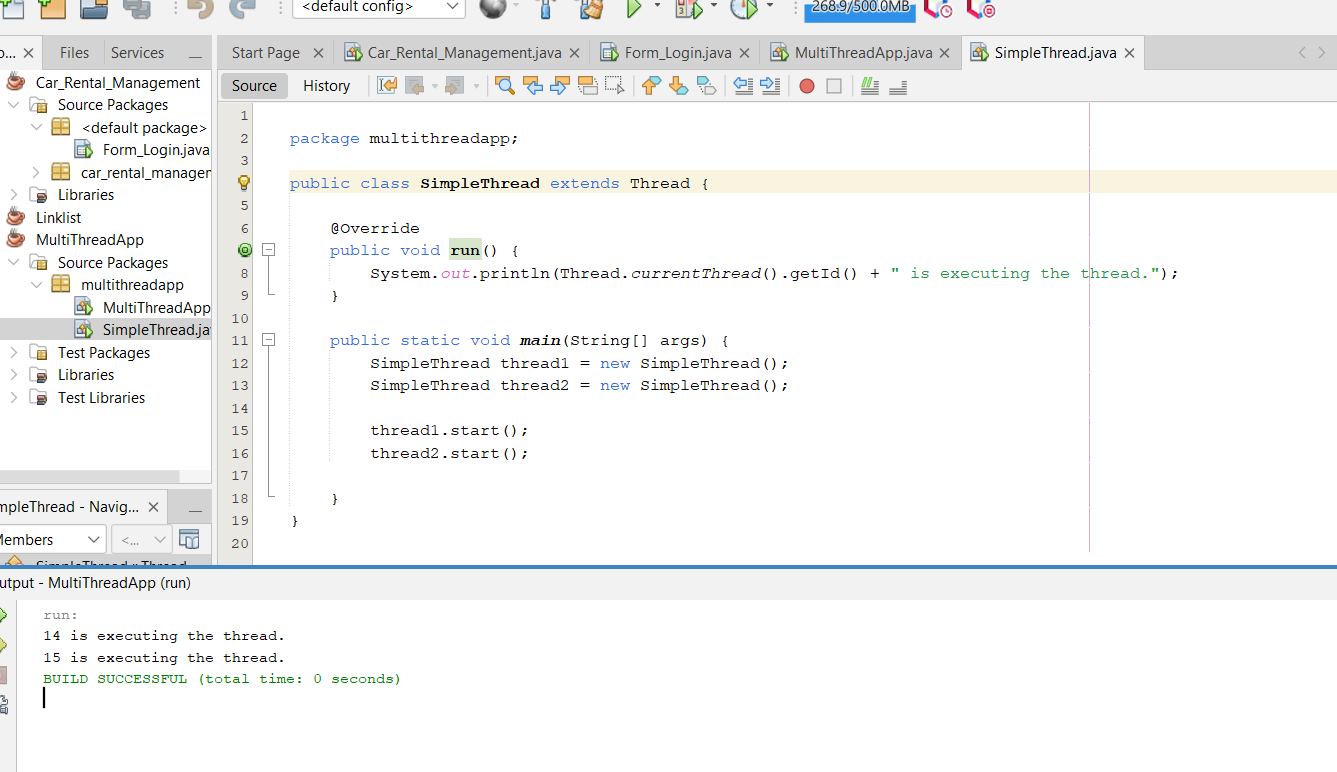 <default config>
268.9/500.0MB
Files
Services
Start Page
Car_Rental_Management.java
Form_Login.java
MultiThreadApp.java
SimpleThread.java
Source
History
Car_Rental_Management
Source Packages
<default package>
Form_Login.java
car_rental_manager
Libraries
Linklist
MultiThreadApp
Source Packages
multithreadapp
MultiThreadApp
SimpleThread.ja
Test Packages
Libraries
Test Libraries
mpleThread - Navig...
Members
<...
SimpleThread :: Thread
1
2 package multithreadapp;
3
public class SimpleThread extends Thread {
5
6 @Override
public void run() {
8 System.out.println(Thread.currentThread().getId() + " is executing the thread.");
9 }
10
11 public static void main(String[] args) {
12 SimpleThread thread1 = new SimpleThread();
13 SimpleThread thread2 = new SimpleThread();
14
15 thread1.start();
16 thread2.start();
17
18 }
19 }
20
utput - MultiThreadApp (run)
run:
14 is executing the thread.
15 is executing the thread.
BUILD SUCCESSFUL (total time: 0 seconds)